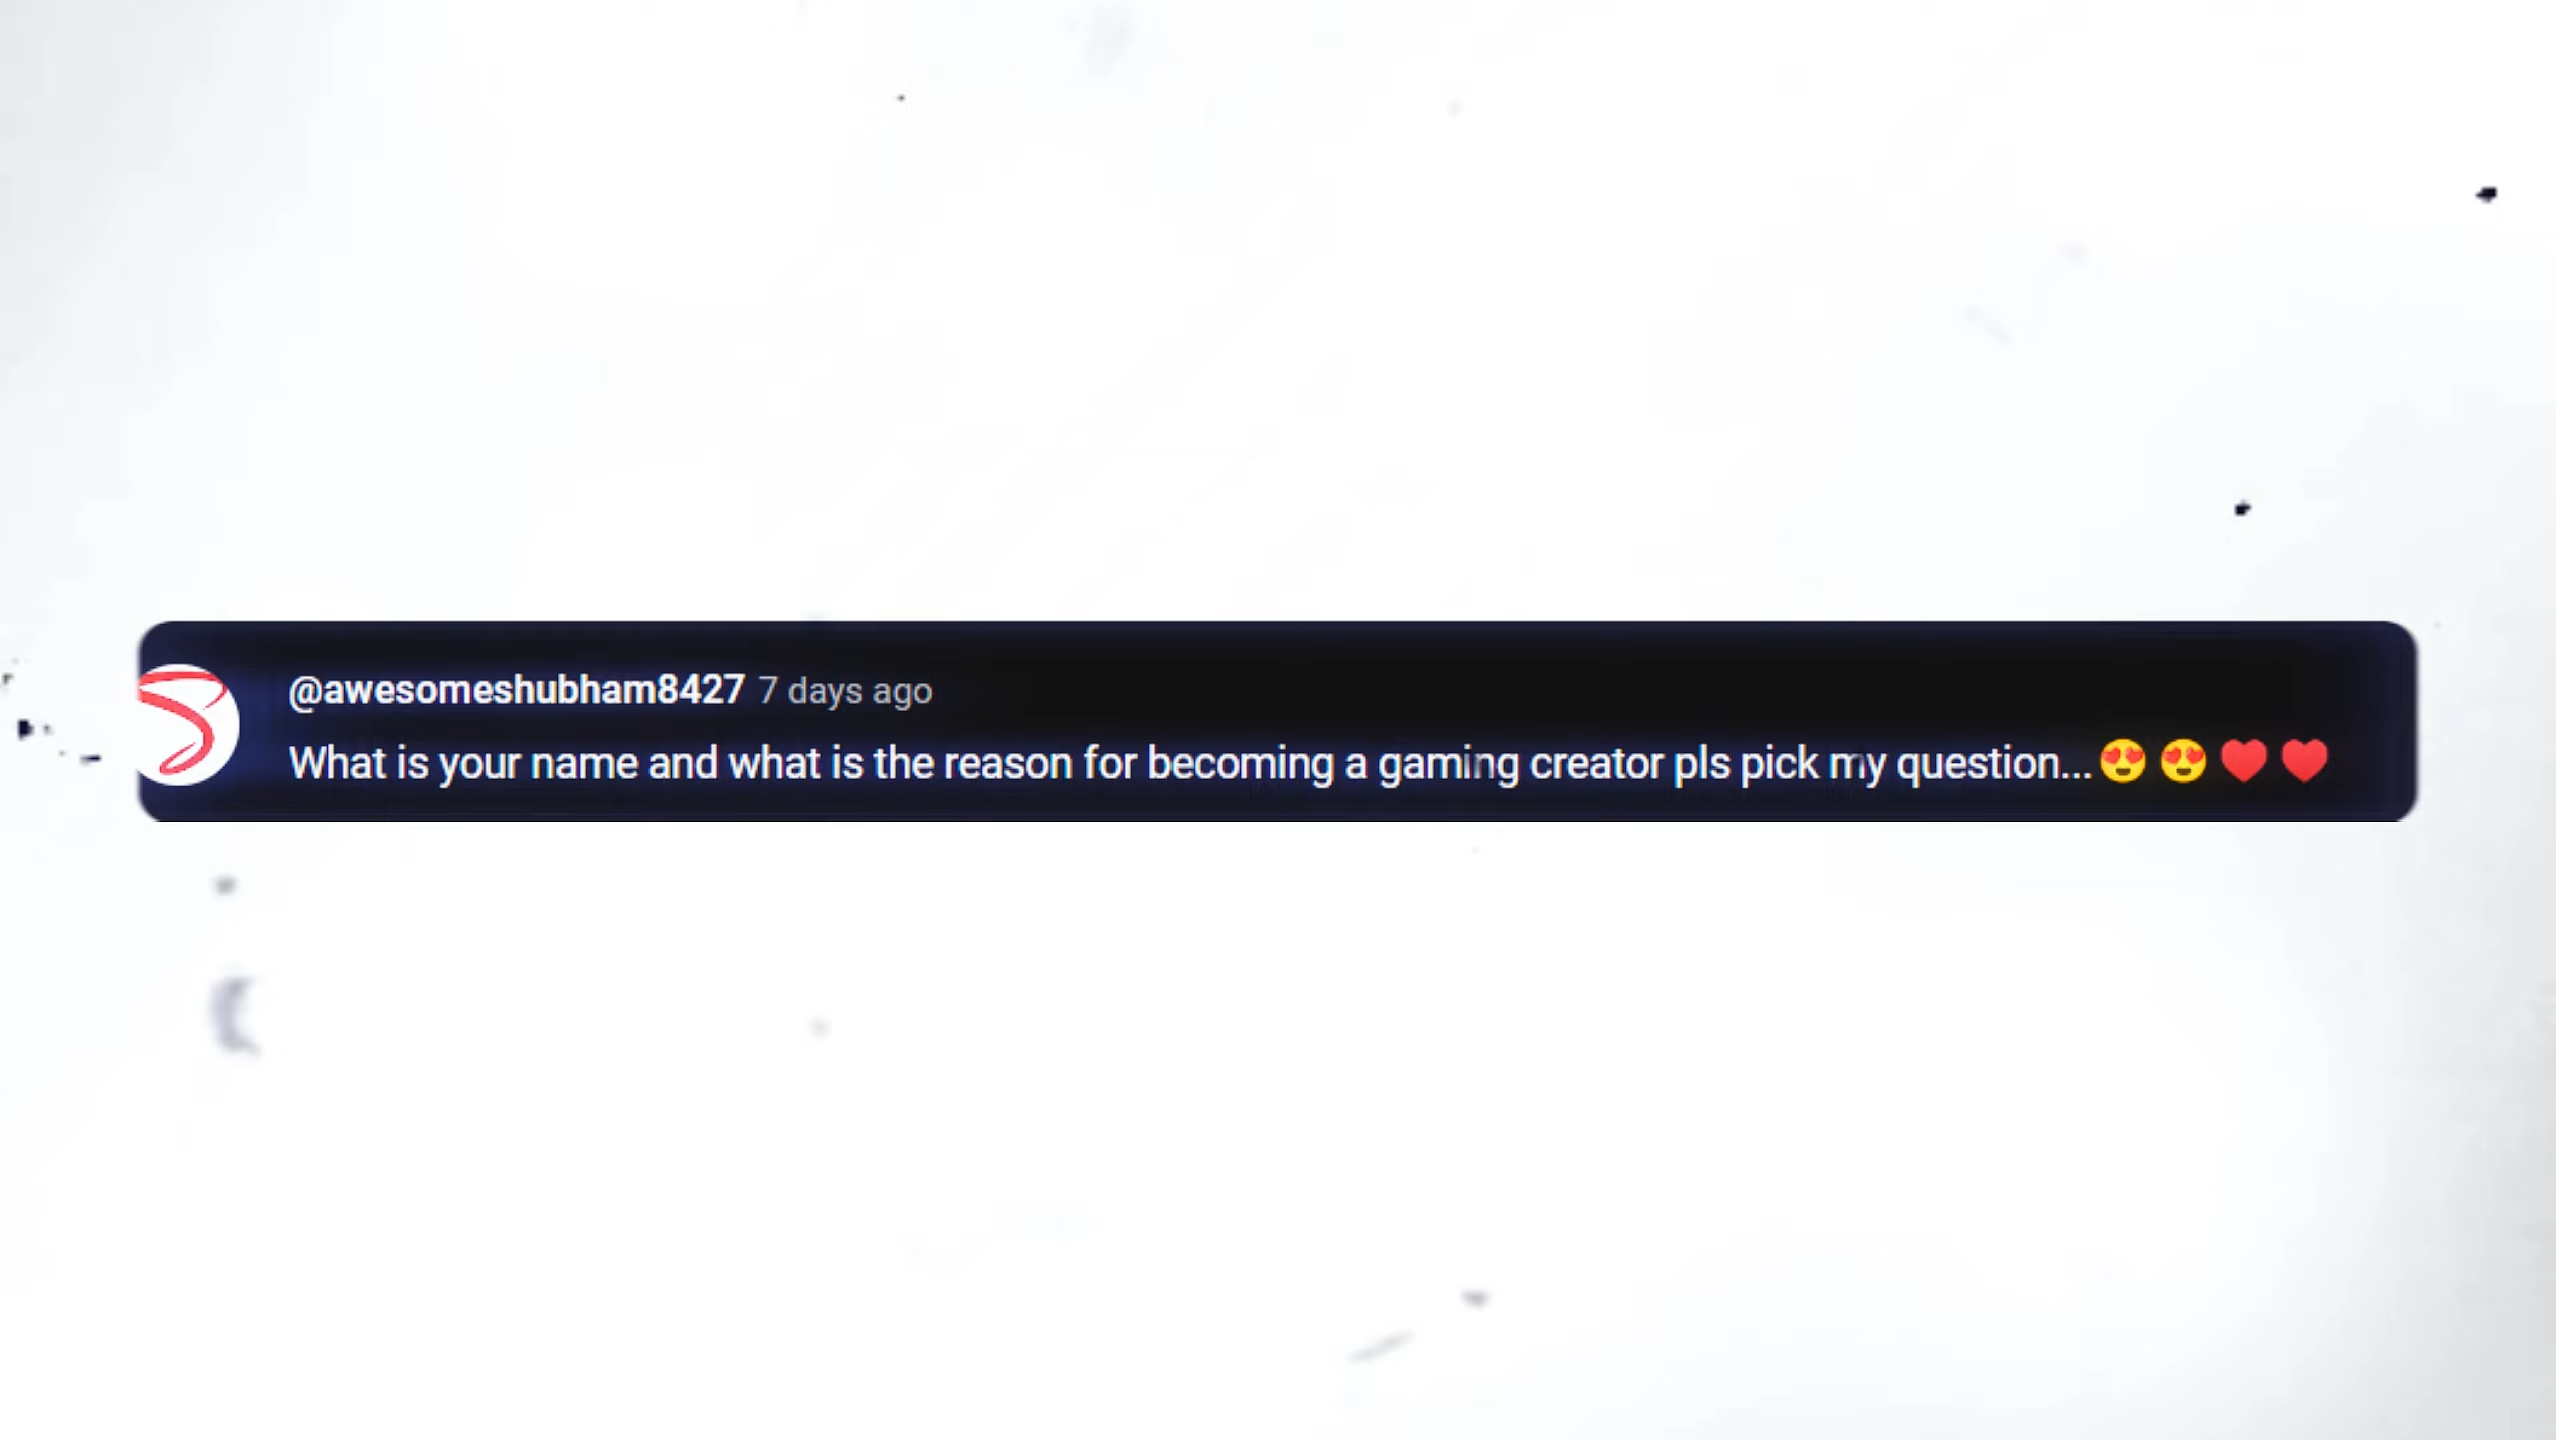 @awesomeshubham8427 7 days ago
What is your name and what is the reason for becoming a gaming creator pls pick my question...😍😍❤️❤️